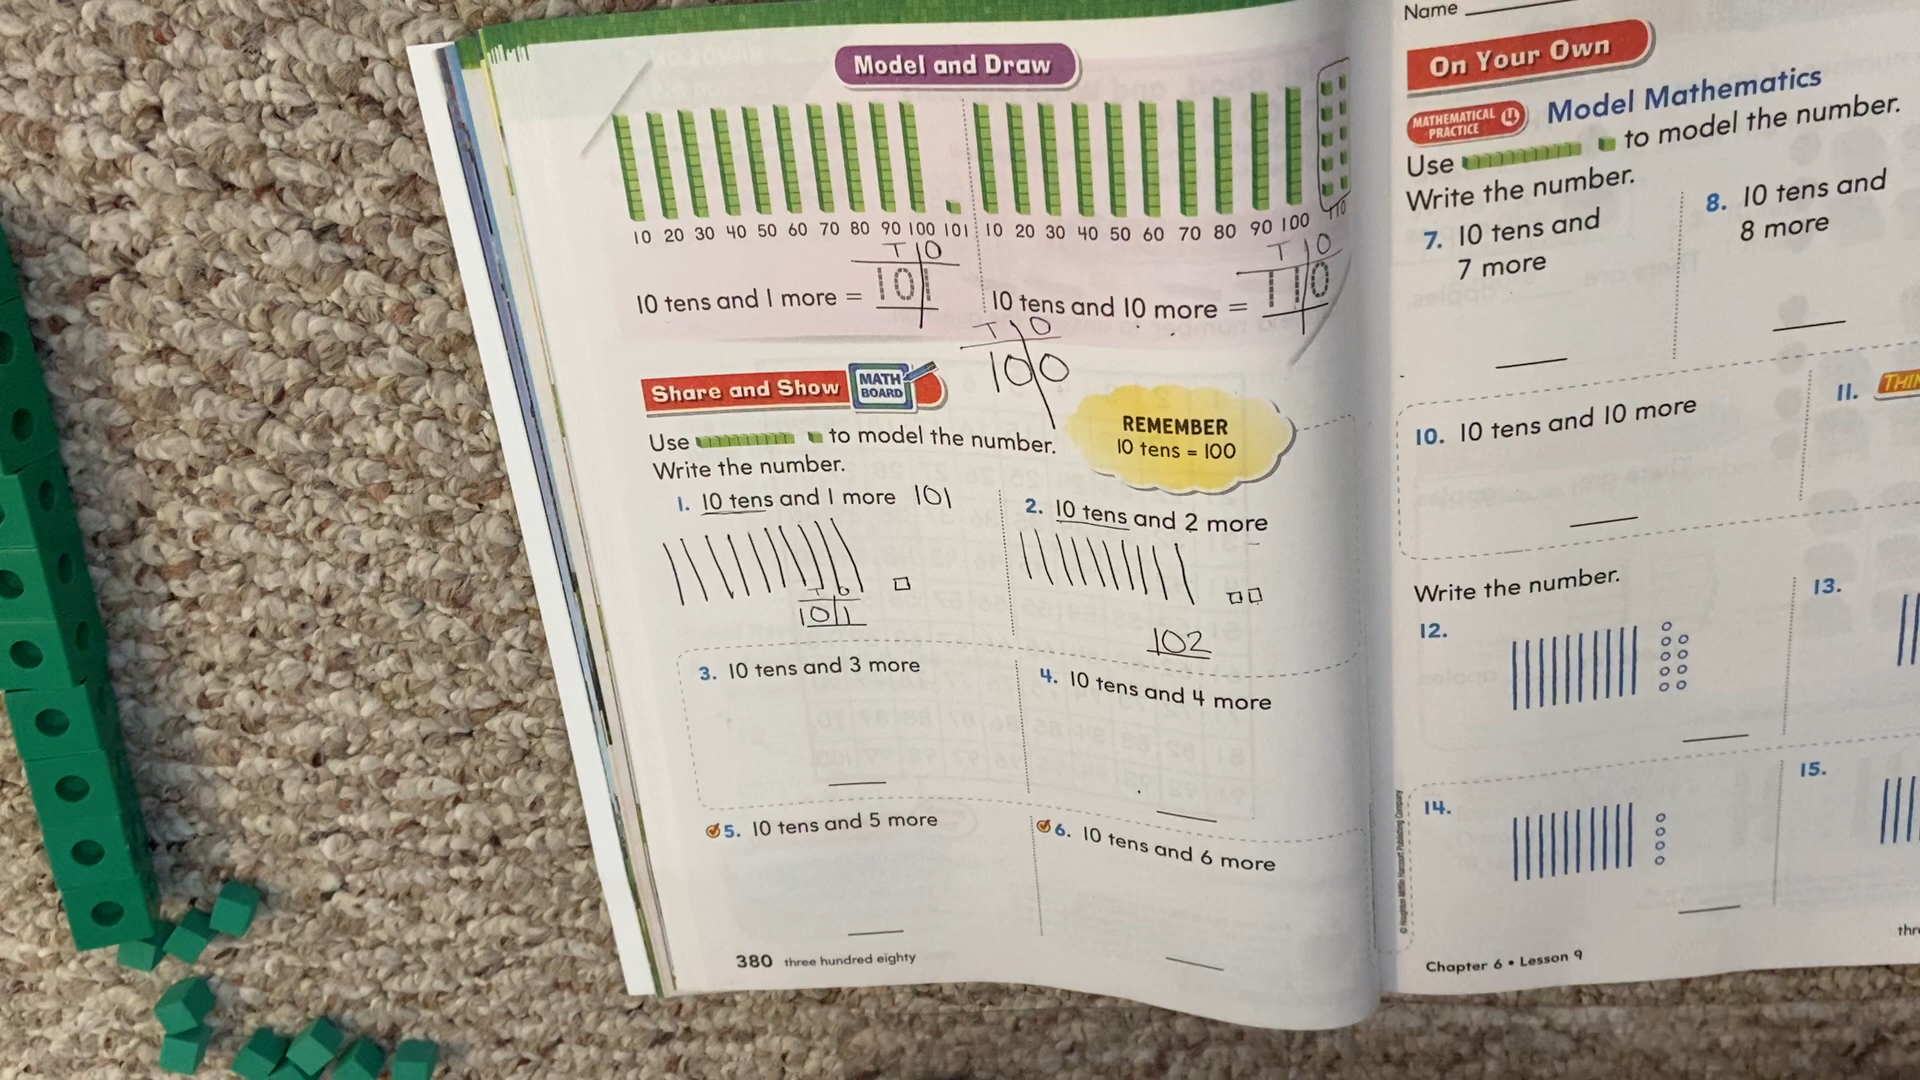 Model and Draw
10 20 30 40 50 60 70 80 90 100 101
10 20 30 40 50 60 70 80 90 100 110
T O
101
10 tens and 1 more =
T O
110
10 tens and 10 more =
T O
100
Share and Show
MATH
BOARD
REMEMBER
10 tens = 100
Use to model the number.
Write the number.
1. 10 tens and 1 more 101
T O
101
2. 10 tens and 2 more
102
3. 10 tens and 3 more
4. 10 tens and 4 more
5. 10 tens and 5 more
6. 10 tens and 6 more
380 three hundred eighty
Name
On Your Own
MATHEMATICAL
PRACTICE 4
Model Mathematics
Use to model the number.
Write the number.
7. 10 tens and
7 more
8. 10 tens and
8 more
10. 10 tens and 10 more
11.
Write the number.
12.
13.
14.
15.
© Houghton Mifflin Harcourt Publishing Company
Chapter 6 • Lesson 9